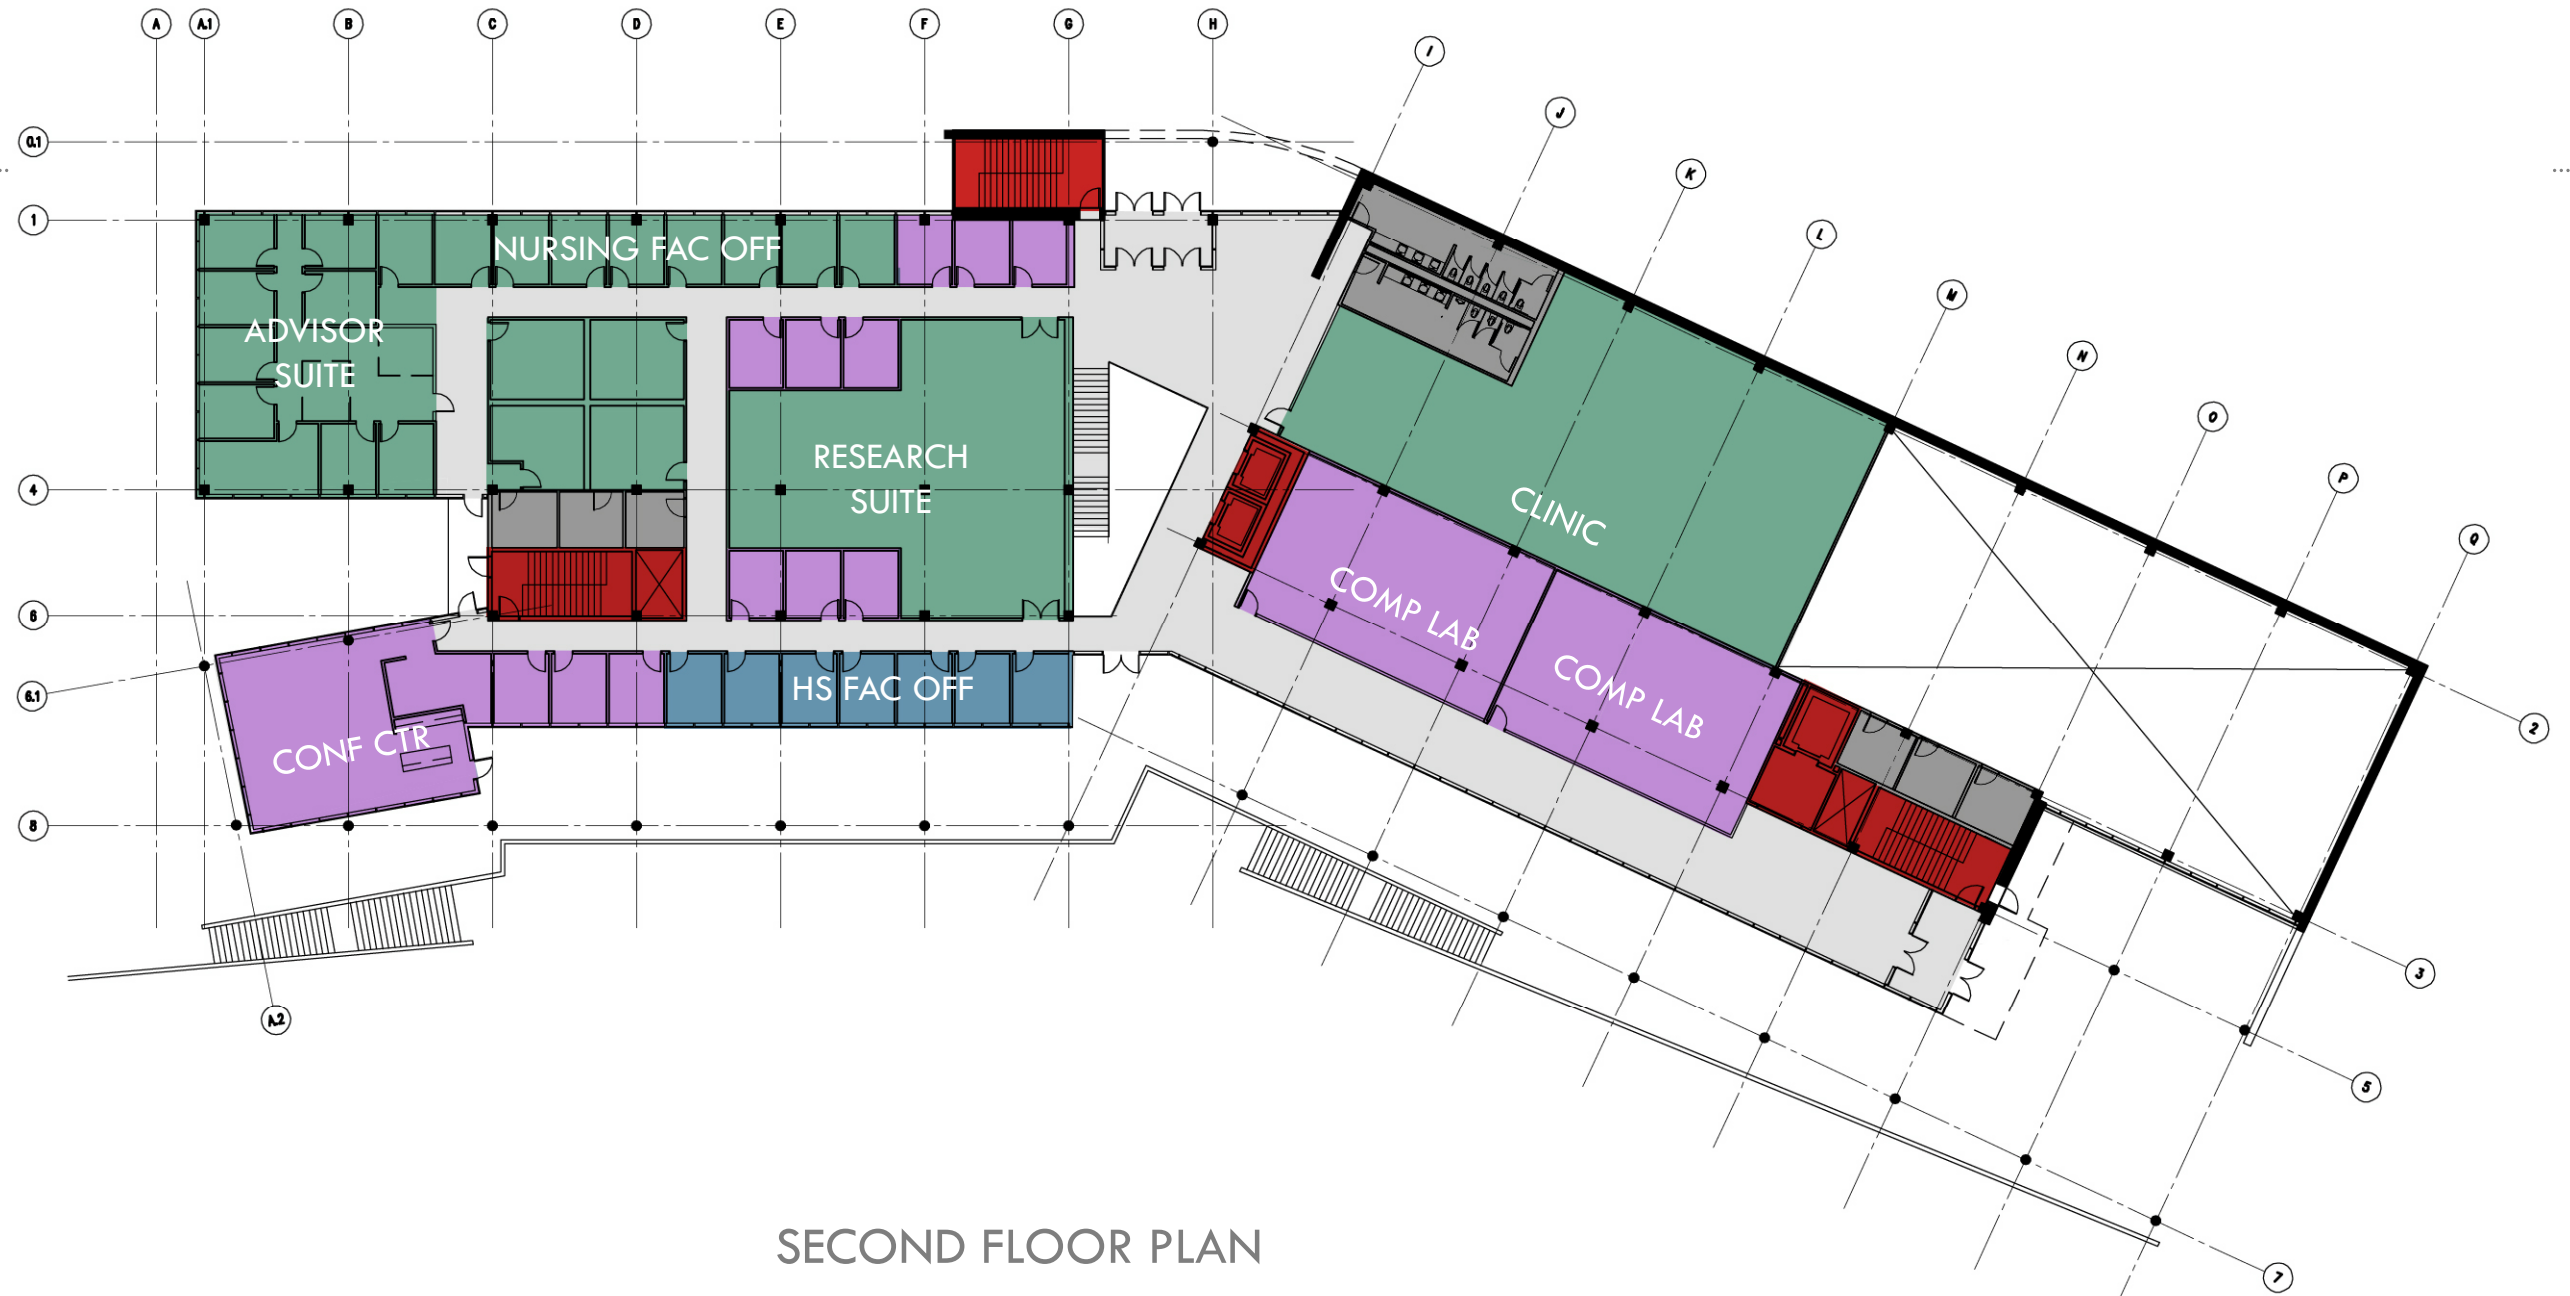 A
A.1
B
C
D
E
F
G
H
I
J
K
L
M
N
O
P
Q
0.1
1
4
6
6.1
8
A.2
2
3
5
7
NURSING FAC OFF
ADVISOR
SUITE
RESEARCH
SUITE
CLINIC
COMP LAB
COMP LAB
HS FAC OFF
CONF CTR
SECOND FLOOR PLAN